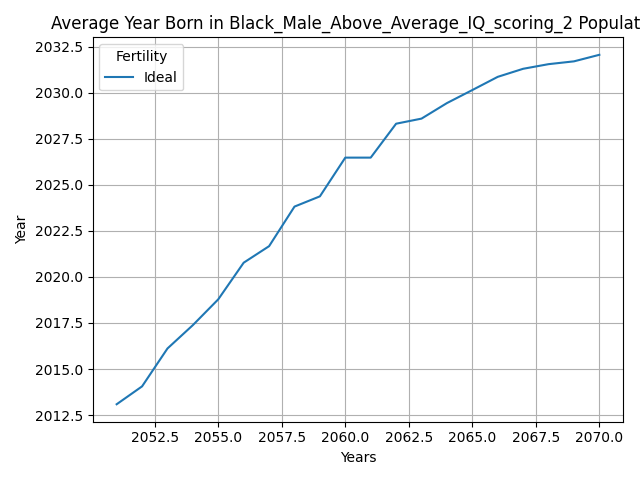 Average Year Born in Black_Male_Above_Average_IQ_scoring_2 Populat
Fertility
Ideal
2032.5
2030.0
2027.5
2025.0
2022.5
2020.0
2017.5
2015.0
2012.5
Year
2052.5 2055.0 2057.5 2060.0 2062.5 2065.0 2067.5 2070.0
Years